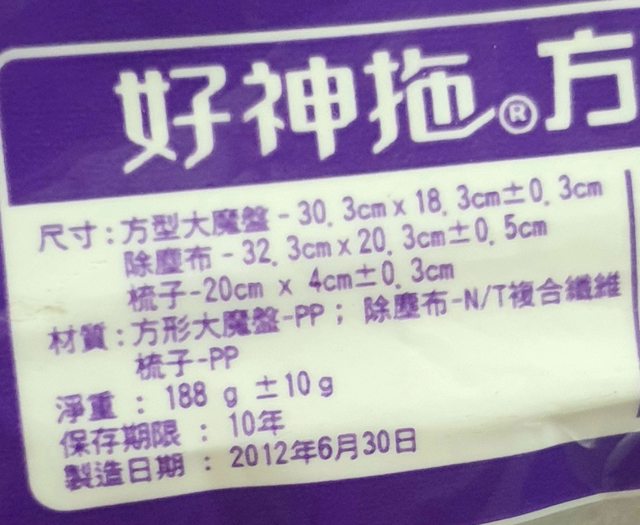 好神拖®方
尺寸：方型大魔盤－30.3cm x 18.3cm±0.3cm
除塵布－32.3cm x 20.3cm±0.5cm
梳子-20cm x 4cm±0.3cm
材質：方形大魔盤-PP； 除塵布-N/T複合纖維
梳子-PP
淨重 ： 188 g ±10 g
保存期限 ： 10年
製造日期 ： 2012年6月30日